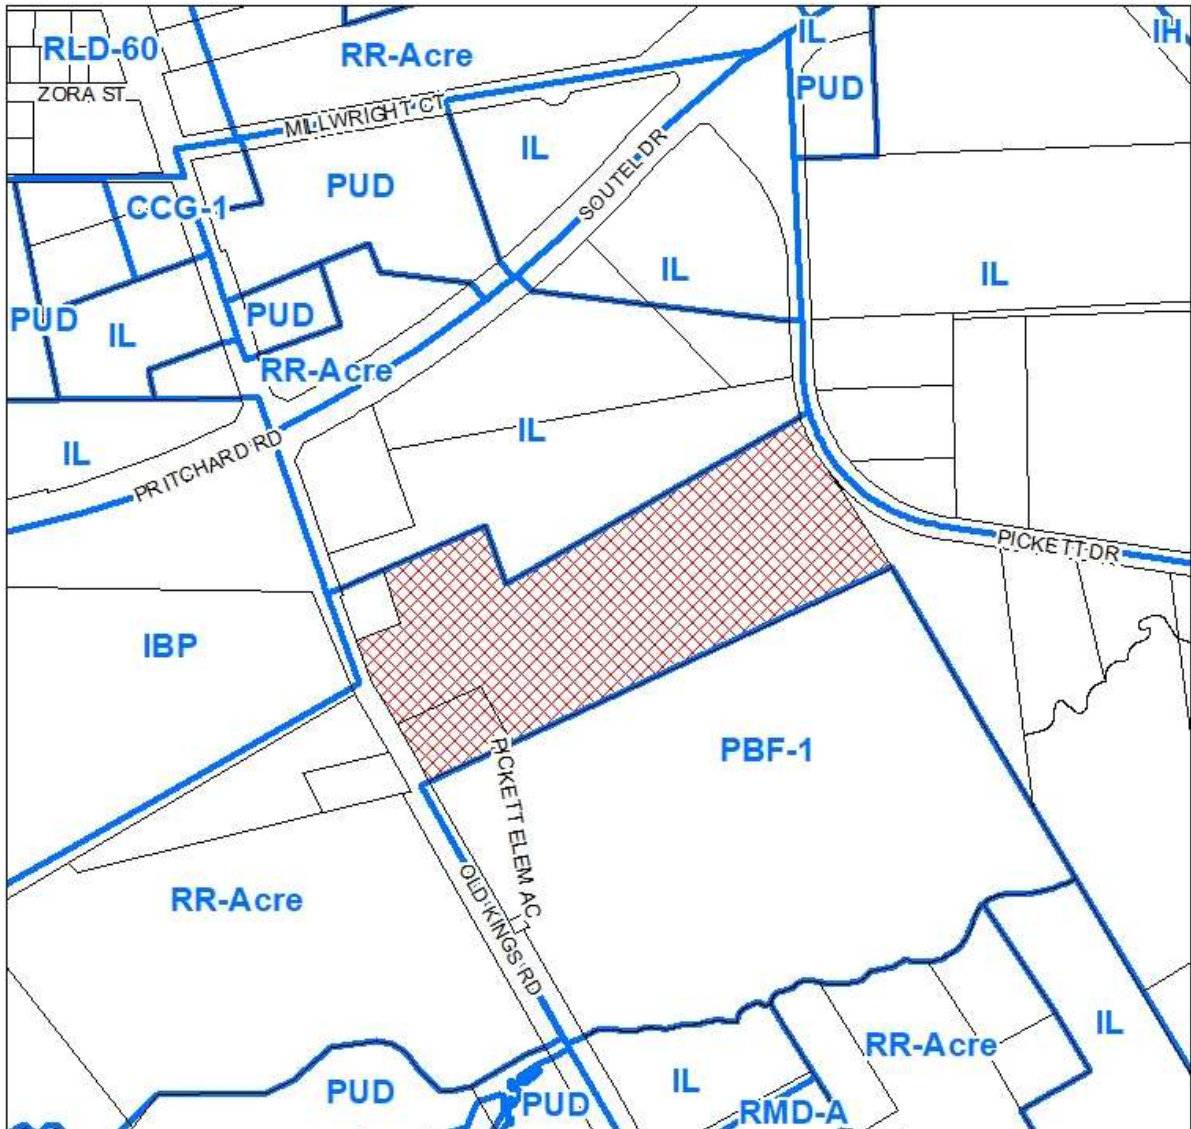 IL
IH
RLD-60
RR-Acre
PUD
ZORA ST
MILLWRIGHT CT
IL
SOUTEL DR
PUD
CCG-1
IL
IL
PUD
PUD
IL
RR-Acre
IL
IL
PRITCHARD RD
PICKETT DR
IBP
PBF-1
PICKETT ELEM AC
RR-Acre
OLD KINGS RD
IL
RR-Acre
IL
PUD
PUD
RMD-A